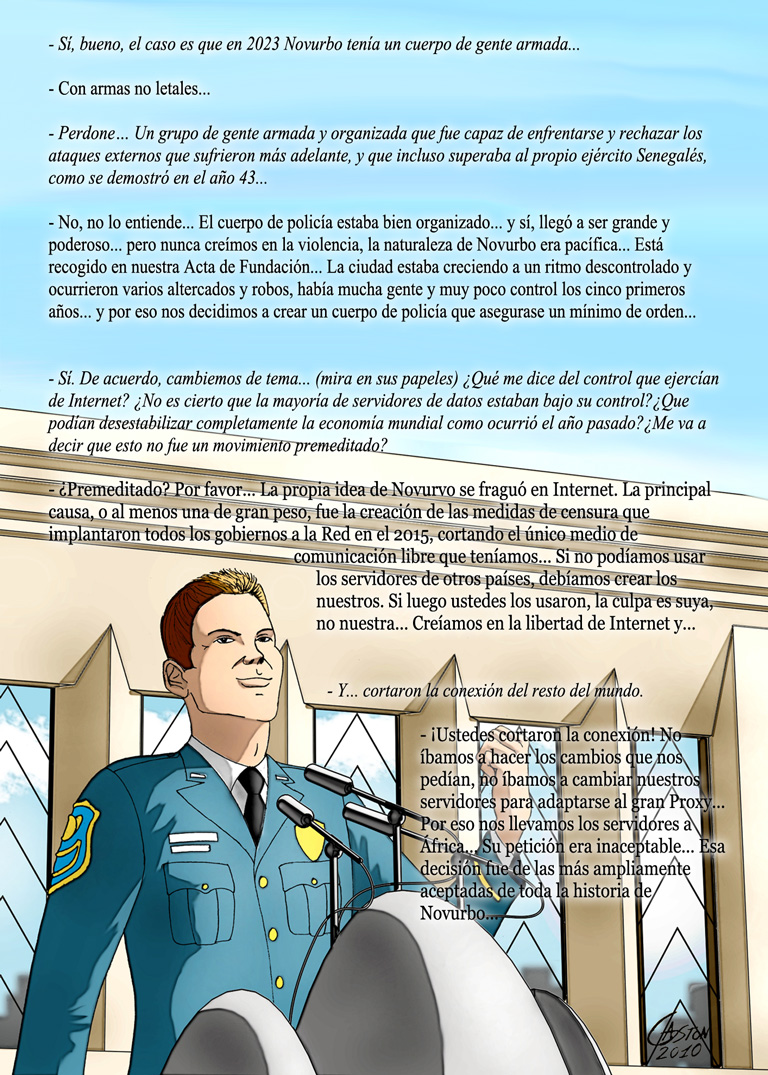 - Sí, bueno, el caso es que en 2023 Novurbo tenía un cuerpo de gente armada...
- Con armas no letales...
- Perdone... Un grupo de gente armada y organizada que fue capaz de enfrentarse y rechazar los
ataques externos que sufrieron más adelante, y que incluso superaba al propio ejército Senegalés,
como se demostró en el año 43...
- No, no lo entiende... El cuerpo de policía estaba bien organizado... y sí, llegó a ser grande y
poderoso... pero nunca creímos en la violencia, la naturaleza de Novurbo era pacífica... Está
recogido en nuestra Acta de Fundación... La ciudad estaba creciendo a un ritmo descontrolado y
ocurrieron varios altercados y robos, había mucha gente y muy poco control los cinco primeros
años... y por eso nos decidimos a crear un cuerpo de policía que asegurase un mínimo de orden...
- Sí. De acuerdo, cambiemos de tema... (mira en sus papeles) ¿Qué me dice del control que ejercían
de Internet? ¿No es cierto que la mayoría de servidores de datos estaban bajo su control?¿Que
podían desestabilizar completamente la economía mundial como ocurrió el año pasado?¿Me va a
decir que esto no fue un movimiento premeditado?
- ¿Premeditado? Por favor... La propia idea de Novurvo se fraguó en Internet. La principal
causa, o al menos una de gran peso, fue la creación de las medidas de censura que
implantaron todos los gobiernos a la Red en el 2015, cortando el único medio de
comunicación libre que teníamos... Si no podíamos usar
los servidores de otros países, debíamos crear los
nuestros. Si luego ustedes los usaron, la culpa es suya,
no nuestra... Creíamos en la libertad de Internet y...
- Y... cortaron la conexión del resto del mundo.
- ¡Ustedes cortaron la conexión! No
íbamos a hacer los cambios que nos
pedían, no íbamos a cambiar nuestros
servidores para adaptarse al gran Proxy...
Por eso nos llevamos los servidores a
África... Su petición era inaceptable... Esa
decisión fue de las más ampliamente
aceptadas de toda la historia de
Novurbo...
GASTON
2010